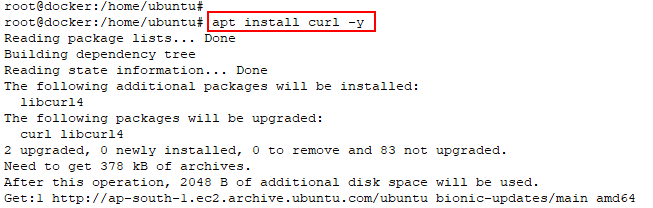 root@docker:/home/ubuntu#
root@docker:/home/ubuntu# apt install curl -y
Reading package lists... Done
Building dependency tree
Reading state information... Done
The following additional packages will be installed:
  libcurl4
The following packages will be upgraded:
  curl libcurl4
2 upgraded, 0 newly installed, 0 to remove and 83 not upgraded.
Need to get 378 kB of archives.
After this operation, 2048 B of additional disk space will be used.
Get:1 http://ap-south-1.ec2.archive.ubuntu.com/ubuntu bionic-updates/main amd64